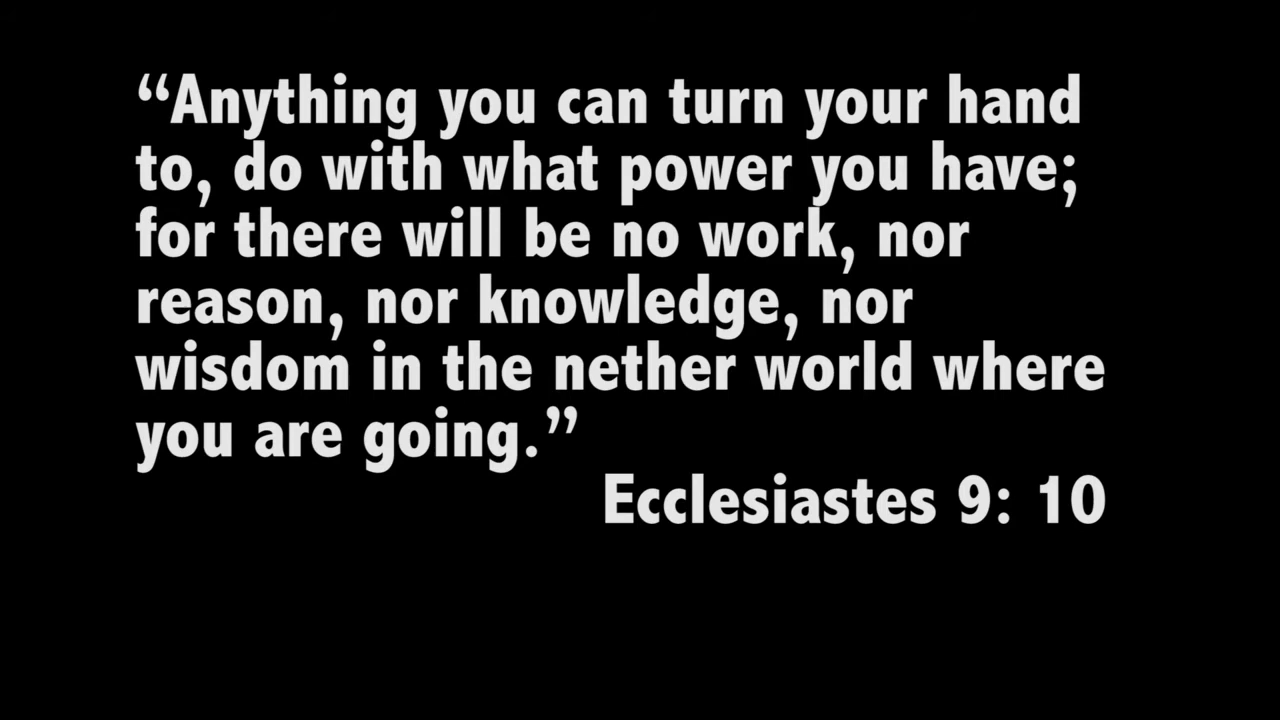 “Anything you can turn your hand
to, do with what power you have;
for there will be no work, nor
reason, nor knowledge, nor
wisdom in the nether world where
you are going.”
Ecclesiastes 9: 10